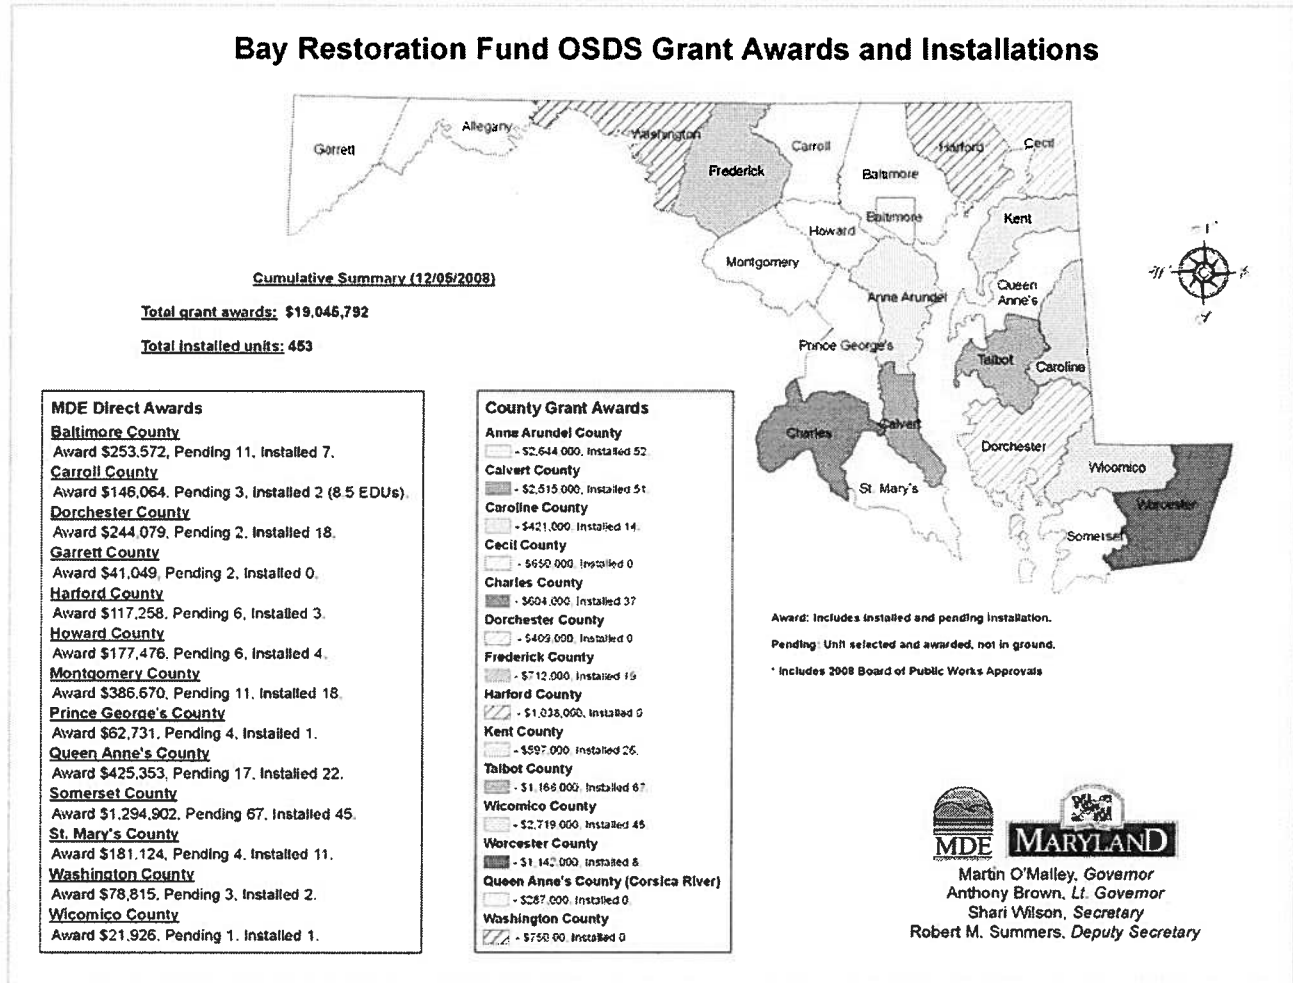 Bay Restoration Fund OSDS Grant Awards and Installations
Garrett
Allegany
Washington
Frederick
Carroll
Baltimore
Harford
Cecil
Baltimore
Howard
Kent
Montgomery
Anne Arundel
Queen
Anne's
Prince George's
Talbot
Caroline
Charles
Calvert
Dorchester
Wicomico
St. Mary's
Worcester
Somerset
Cumulative Summary (12/05/2008)
Total grant awards: $19,046,792
Total installed units: 453
MDE Direct Awards
Baltimore County
Award $253,572, Pending 11, Installed 7.
Carroll County
Award $146,064, Pending 3, Installed 2 (8.5 EDUs).
Dorchester County
Award $244,079, Pending 2, Installed 18.
Garrett County
Award $41,049, Pending 2, Installed 0.
Harford County
Award $117,258, Pending 6, Installed 3.
Howard County
Award $177,476, Pending 6, Installed 4.
Montgomery County
Award $386,670, Pending 11, Installed 18.
Prince George's County
Award $62,731, Pending 4, Installed 1.
Queen Anne's County
Award $425,353, Pending 17, Installed 22.
Somerset County
Award $1,294,902, Pending 67, Installed 45.
St. Mary's County
Award $181,124, Pending 4, Installed 11.
Washington County
Award $78,815, Pending 3, Installed 2.
Wicomico County
Award $21,926, Pending 1, Installed 1.
County Grant Awards
Anne Arundel County
- $2,644,000, Installed 52.
Calvert County
- $2,515,000, Installed 51.
Caroline County
- $421,000, Installed 14.
Cecil County
- $650,000, Installed 0
Charles County
- $604,000, Installed 37
Dorchester County
- $409,000, Installed 0
Frederick County
- $712,000, Installed
Harford County
- $1,038,000, Installed 0
Kent County
- $597,000, Installed 26.
Talbot County
- $1,166,000, Installed 67.
Wicomico County
- $2,719,000, Installed 45
Worcester County
- $1,142,000, Installed 8
Queen Anne's County (Corsica River)
- $287,000, Installed 0.
Washington County
- Installed 0
Award: Includes installed and pending installation.
Pending: Unit selected and awarded, not in ground.
* Includes 2008 Board of Public Works Approvals
MDE
MARYLAND
Martin O'Malley, Governor
Anthony Brown, Lt. Governor
Shari Wilson, Secretary
Robert M. Summers, Deputy Secretary